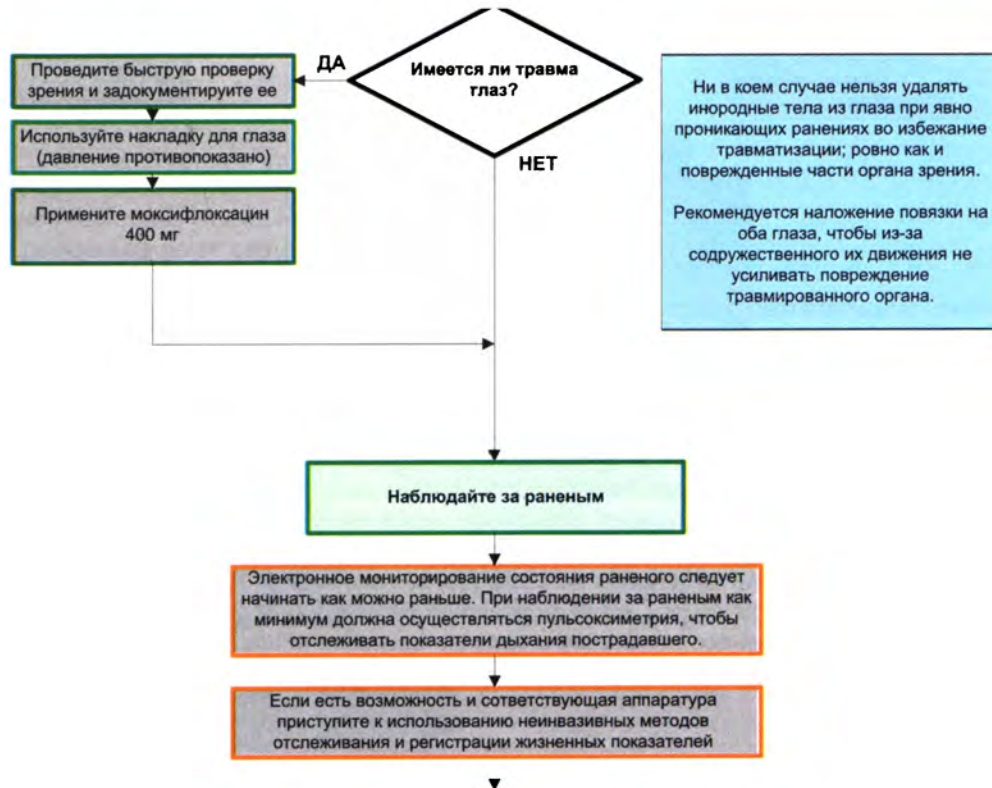 Имеется ли травма
глаз?
ДА
НЕТ
Проведите быструю проверку
зрения и задокументируите ее
Используйте накладку для глаза
(давление противопоказано)
Примените моксифлоксацин
400 мг
Ни в коем случае нельзя удалять
инородные тела из глаза при явно
проникающих ранениях во избежание
травматизации; ровно как и
поврежденные части органа зрения.
Рекомендуется наложение повязки на
оба глаза, чтобы из-за
содружественного их движения не
усиливать повреждение
травмированного органа.
Наблюдайте за раненым
Электронное мониторирование состояния раненого следует
начинать как можно раньше. При наблюдении за раненым как
минимум должна осуществляться пульсоксиметрия, чтобы
отслеживать показатели дыхания пострадавшего.
Если есть возможность и сответствующая аппаратура
приступите к использованию неинвазивных методов
отслеживания и регистрации жизненных показателей